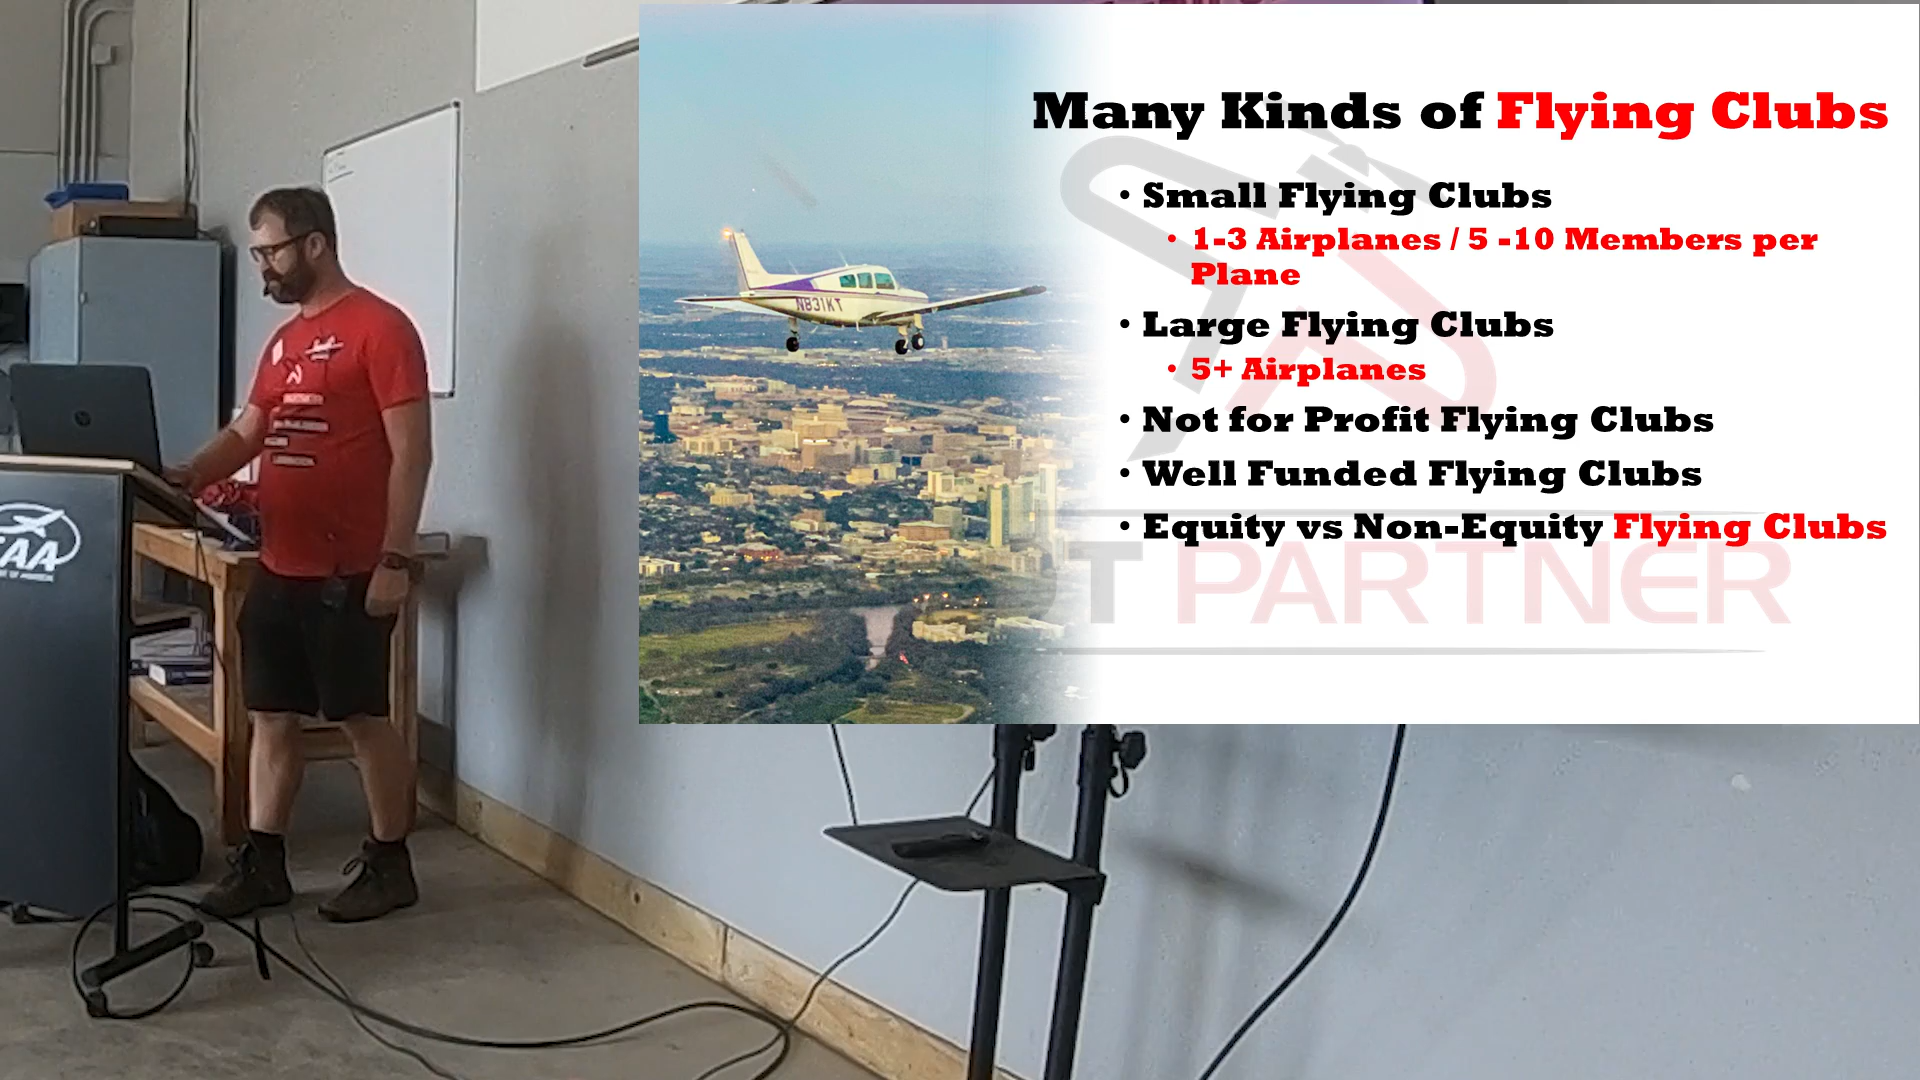 Many Kinds of Flying Clubs
• Small Flying Clubs
• 1-3 Airplanes / 5 -10 Members per
Plane
• Large Flying Clubs
• 5+ Airplanes
• Not for Profit Flying Clubs
• Well Funded Flying Clubs
• Equity vs Non-Equity Flying Clubs
PARTNER
N831KT
hp